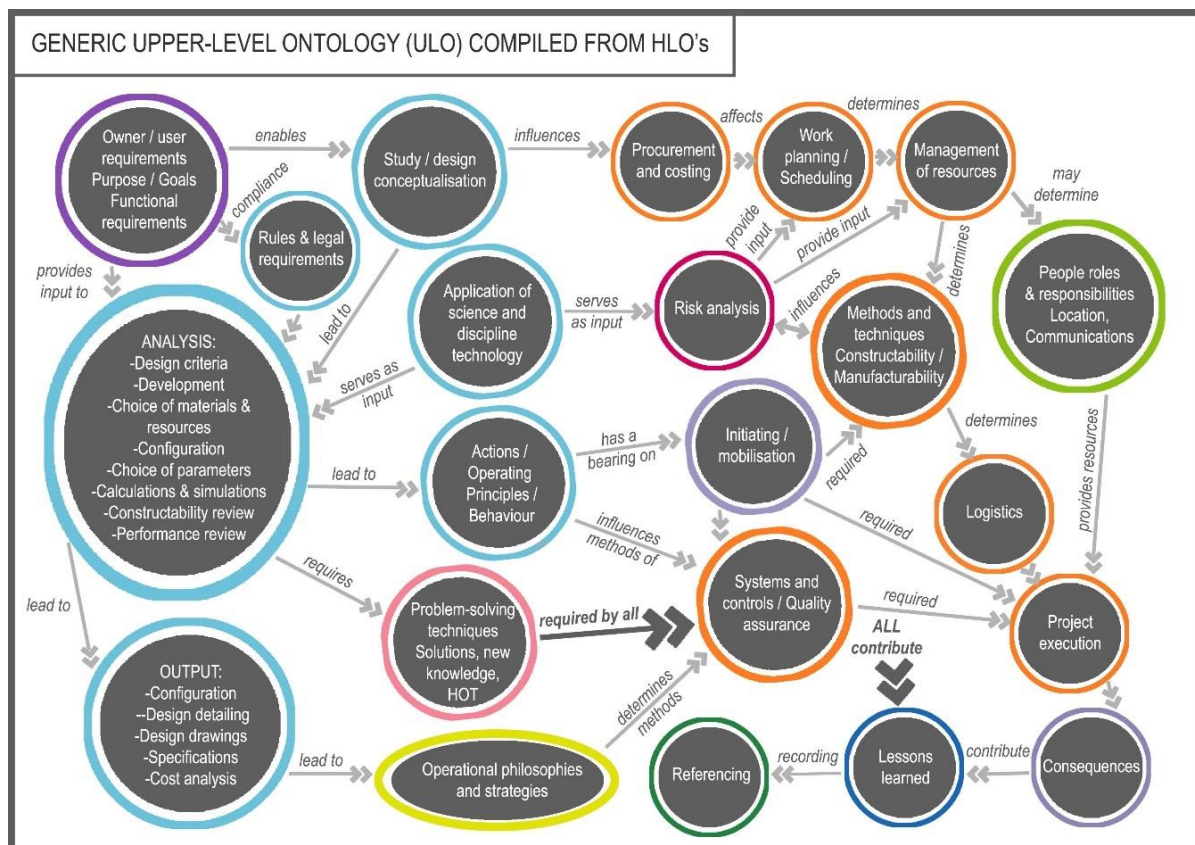 GENERIC UPPER-LEVEL ONTOLOGY (ULO) COMPILED FROM HLO's
Owner / user
requirements
Purpose / Goals
Functional
requirements
enables
compliance
provides
input to
Rules & legal
requirements
Study / design
conceptualisation
influences
lead to
Procurement
and costing
affects
Work
planning /
Scheduling
determines
Management
of resources
may
determine
determines
People roles
& responsibilities
Location,
Communications
provides resources
Application of
science and
discipline
technology
serves
as input
serves as
input
Risk analysis
provide
input
provide input
influences
Methods and
techniques
Constructability /
Manufacturability
determines
ANALYSIS:
-Design criteria
-Development
-Choice of materials &
resources
-Configuration
-Choice of parameters
-Calculations & simulations
-Constructability review
-Performance review
lead to
requires
lead to
Actions /
Operating
Principles /
Behaviour
has a
bearing on
influences
methods of
Initiating /
mobilisation
required
required
Logistics
Problem-solving
techniques
Solutions, new
knowledge,
HOT
required by all
Systems and
controls / Quality
assurance
required
Project
execution
ALL
contribute
OUTPUT:
-Configuration
--Design detailing
-Design drawings
-Specifications
-Cost analysis
lead to
Operational philosophies
and strategies
determines
methods
Referencing
recording
Lessons
learned
contribute
Consequences